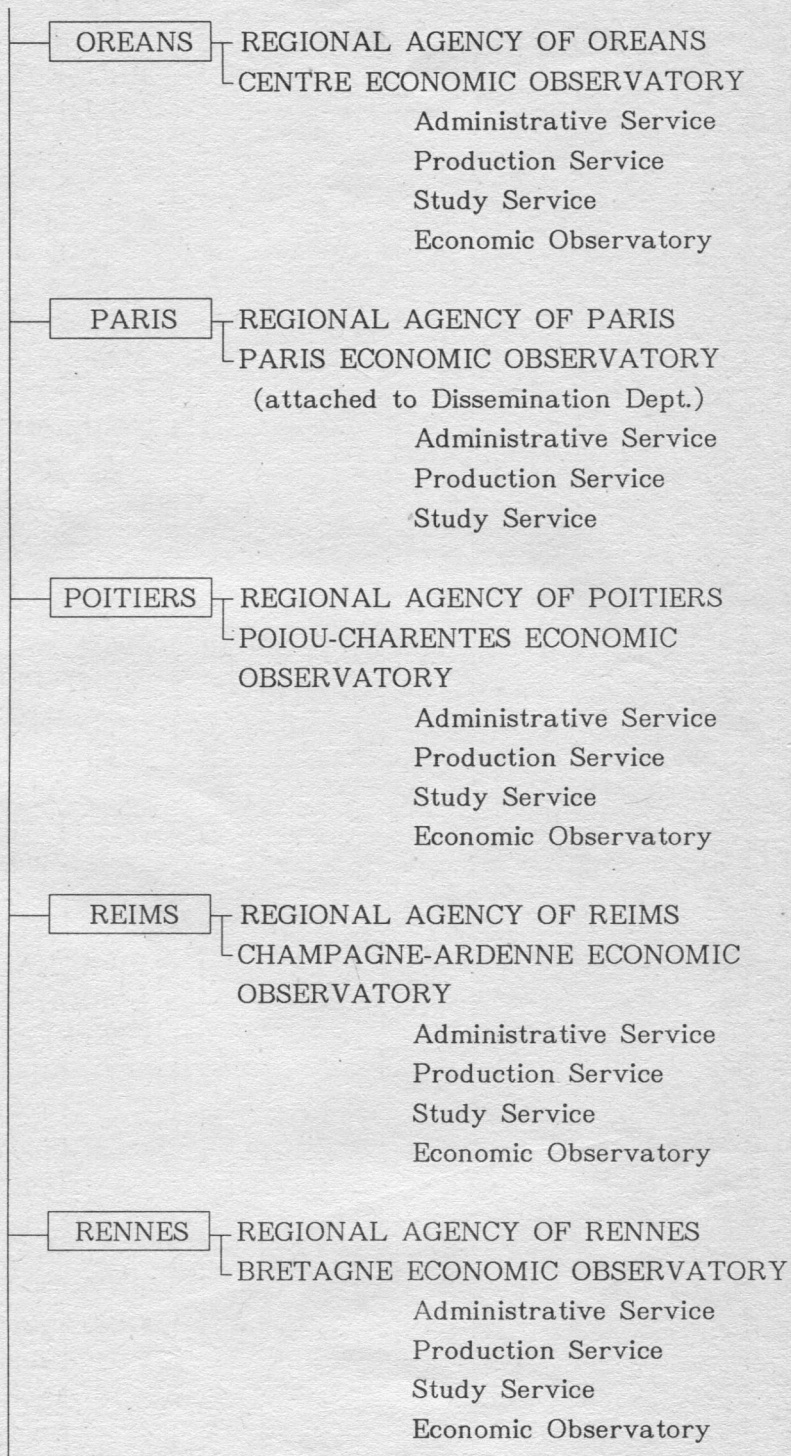 OREANS REGIONAL AGENCY OF OREANS
CENTRE ECONOMIC OBSERVATORY
Administrative Service
Production Service
Study Service
Economic Observatory
PARIS REGIONAL AGENCY OF PARIS
PARIS ECONOMIC OBSERVATORY
(attached to Dissemination Dept.)
Administrative Service
Production Service
Study Service
POITIERS REGIONAL AGENCY OF POITIERS
POIOU-CHARENTES ECONOMIC
OBSERVATORY
Administrative Service
Production Service
Study Service
Economic Observatory
REIMS REGIONAL AGENCY OF REIMS
CHAMPAGNE-ARDENNE ECONOMIC
OBSERVATORY
Administrative Service
Production Service
Study Service
Economic Observatory
RENNES REGIONAL AGENCY OF RENNES
BRETAGNE ECONOMIC OBSERVATORY
Administrative Service
Production Service
Study Service
Economic Observatory